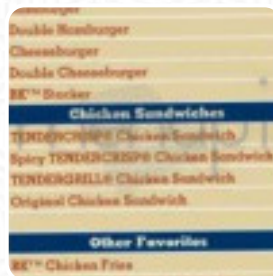 Double Hamburger
Cheeseburger
Double Cheeseburger
BK™ Stacker
Chicken Sandwiches
TENDERCRISP® Chicken Sandwich
Spicy TENDERCRISP® Chicken Sandwich
TENDERGRILL® Chicken Sandwich
Original Chicken Sandwich
Other Favorites
BK™ Chicken Fries